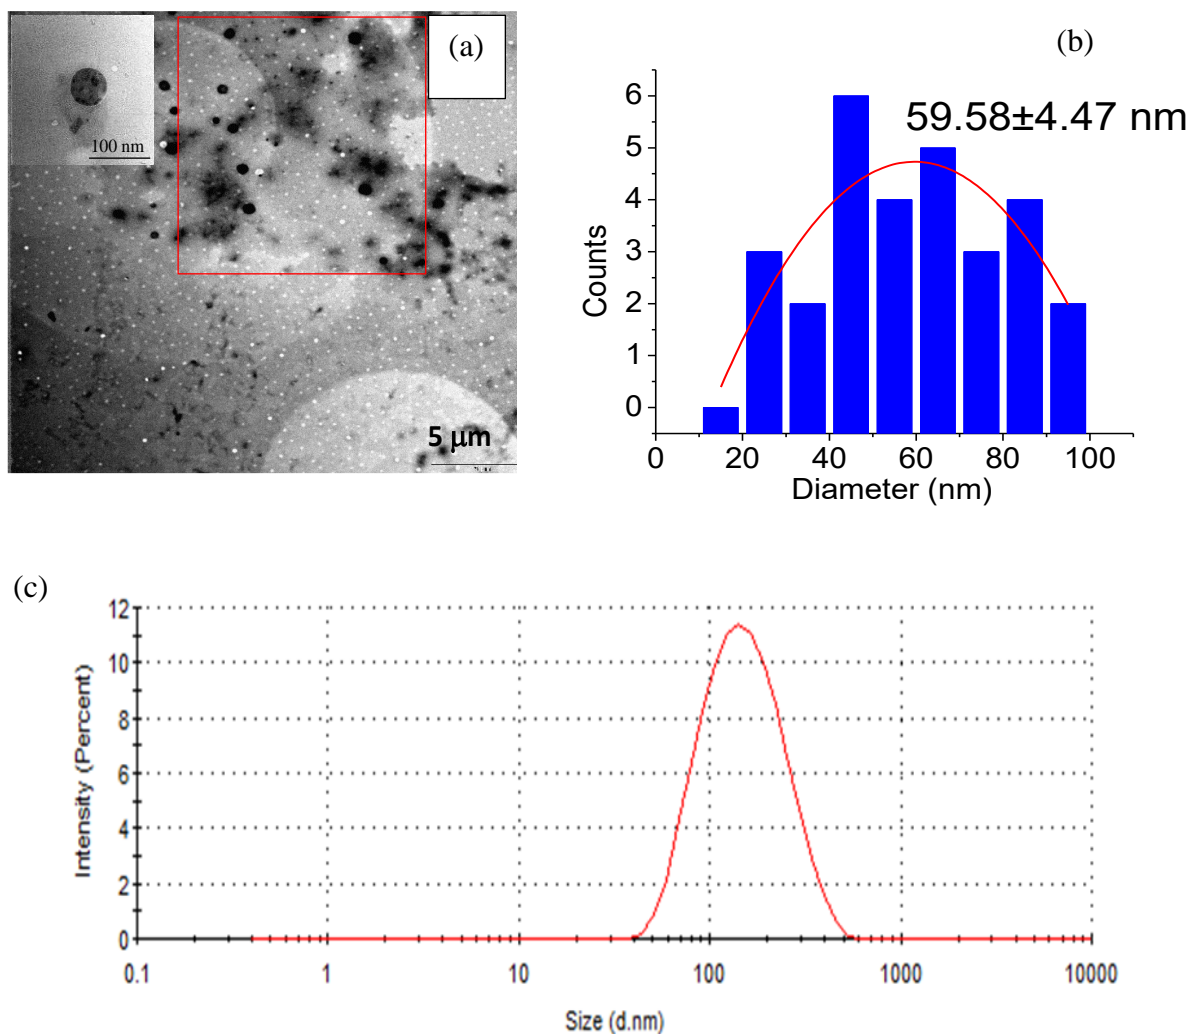 (a)
100 nm
5 μm
(b)
59.58±4.47 nm
Counts
6
5
4
3
2
1
0
0 20 40 60 80 100
Diameter (nm)
(c)
Intensity (Percent)
12
10
8
6
4
2
0
0.1 1 10 100 1000 10000
Size (d.nm)